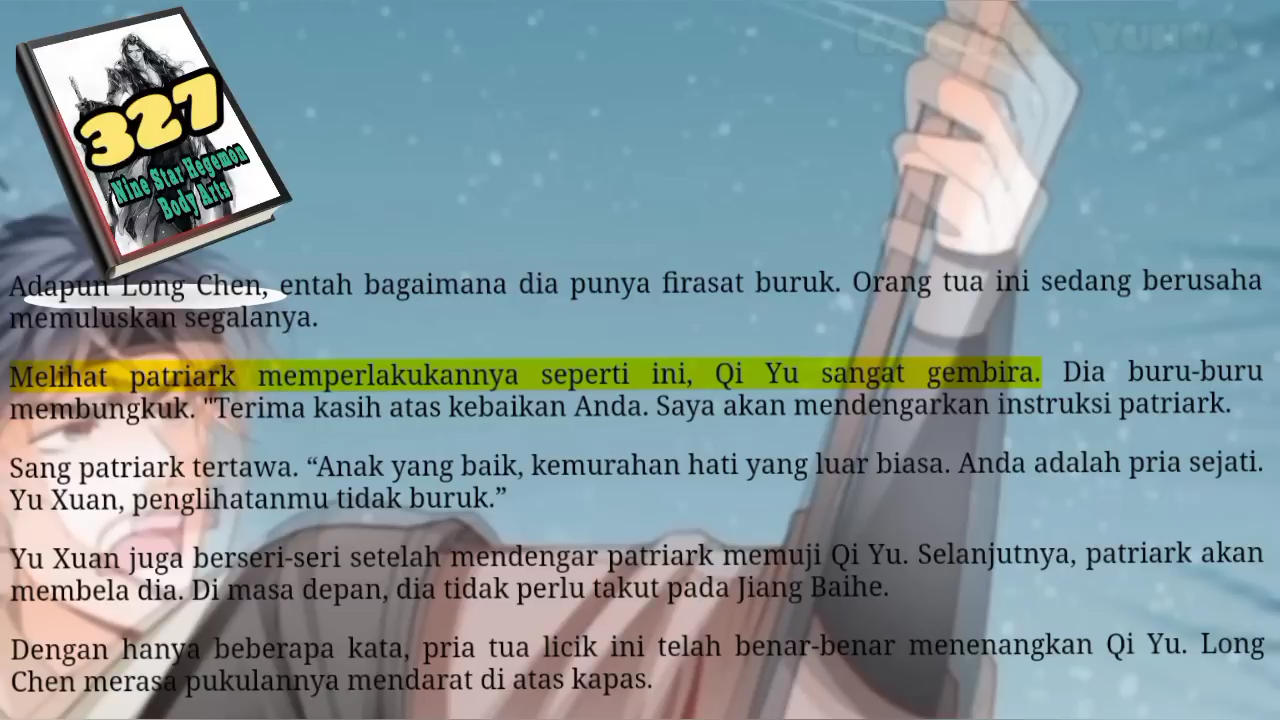 327
Nine Star Hegemon
Body Arts
Adapun Long Chen, entah bagaimana dia punya firasat buruk. Orang tua ini sedang berusaha
memuluskan segalanya.
Melihat patriark memperlakukannya seperti ini, Qi Yu sangat gembira. Dia buru-buru
membungkuk. "Terima kasih atas kebaikan Anda. Saya akan mendengarkan instruksi patriark.
Sang patriark tertawa. “Anak yang baik, kemurahan hati yang luar biasa. Anda adalah pria sejati.
Yu Xuan, penglihatanmu tidak buruk.”
Yu Xuan juga berseri-seri setelah mendengar patriark memuji Qi Yu. Selanjutnya, patriark akan
membela dia. Di masa depan, dia tidak perlu takut pada Jiang Baihe.
Dengan hanya beberapa kata, pria tua licik ini telah benar-benar menenangkan Qi Yu. Long
Chen merasa pukulannya mendarat di atas kapas.